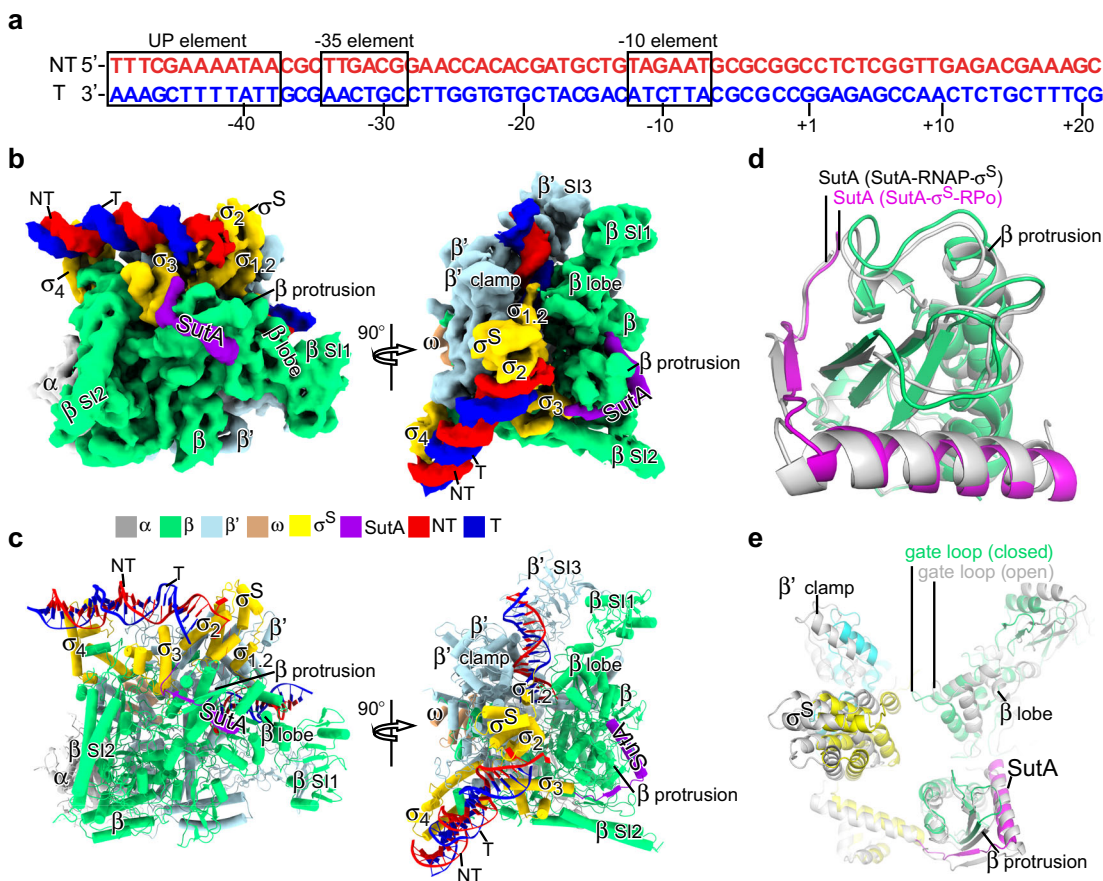 a
UP element -35 element -10 element
NT 5’- TTTCGAAAATAACGCTTGACGGAACCACACGATGCTGTAGAATGCGCGGCCTCTCGGTTGAGACGAAAGC
T 3’- AAAGCTTTTATTGCGAACTGCCTTGGTGTGCTACGACATCTTACGCGCCGGAGAGCCAACTCTGCTTTCG
-40 -30 -20 -10 +1 +10 +20
b
NT
T
σ2
σS
σ3
σ1.2
σ4
β protrusion
SutA
β lobe
β SI1
α
β SI2
β
β’
90°
β’ SI3
β SI1
β’
β’ clamp
β lobe
σ1.2
β
ω
σS
β protrusion
σ2
SutA
σ3
σ4
β SI2
T
NT
α β β’ ω σS SutA NT T
c
NT
T
σS
σ2
β’
σ4
σ3
σ1.2
β protrusion
SutA
β lobe
β SI2
α
β SI1
β
90°
β’ SI3
β SI1
β’
β’ clamp
β lobe
σ1.2
β
ω
σS
SutA
σ2
σ3
β protrusion
σ4
β SI2
T
NT
d
SutA (SutA-RNAP-σS)
SutA (SutA-σS-RPo)
β protrusion
e
gate loop (closed)
gate loop (open)
β’ clamp
σS
β lobe
SutA
β protrusion